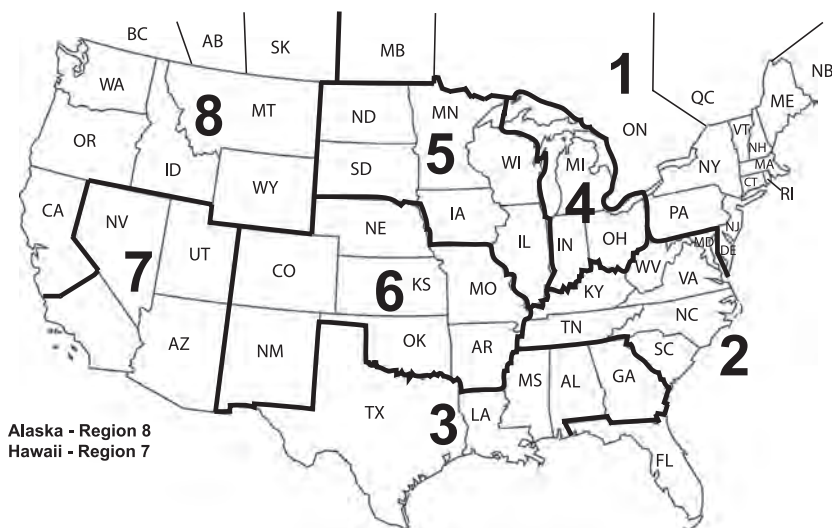 BC
AB
SK
MB
1
NB
WA
MT
ND
MN
ON
QC
ME
8
VT
NH
OR
ID
SD
5
WI
MI
NY
MA
WY
CT
RI
CA
NV
IA
4
PA
NJ
NE
IL
IN
OH
MD
DE
UT
CO
KS
MO
WV
VA
7
6
KY
NC
AZ
NM
OK
AR
TN
SC
2
MS
AL
GA
TX
LA
3
Alaska - Region 8
Hawaii - Region 7
FL